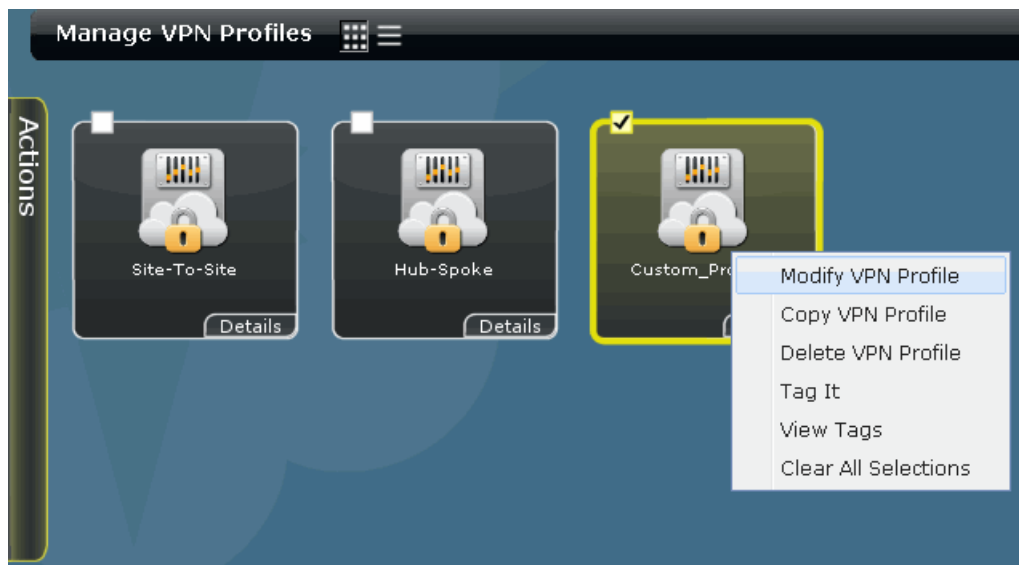 Manage VPN Profiles
Actions
Site-To-Site
Details
Hub-Spoke
Details
Modify VPN Profile
Copy VPN Profile
Delete VPN Profile
Tag It
View Tags
Clear All Selections